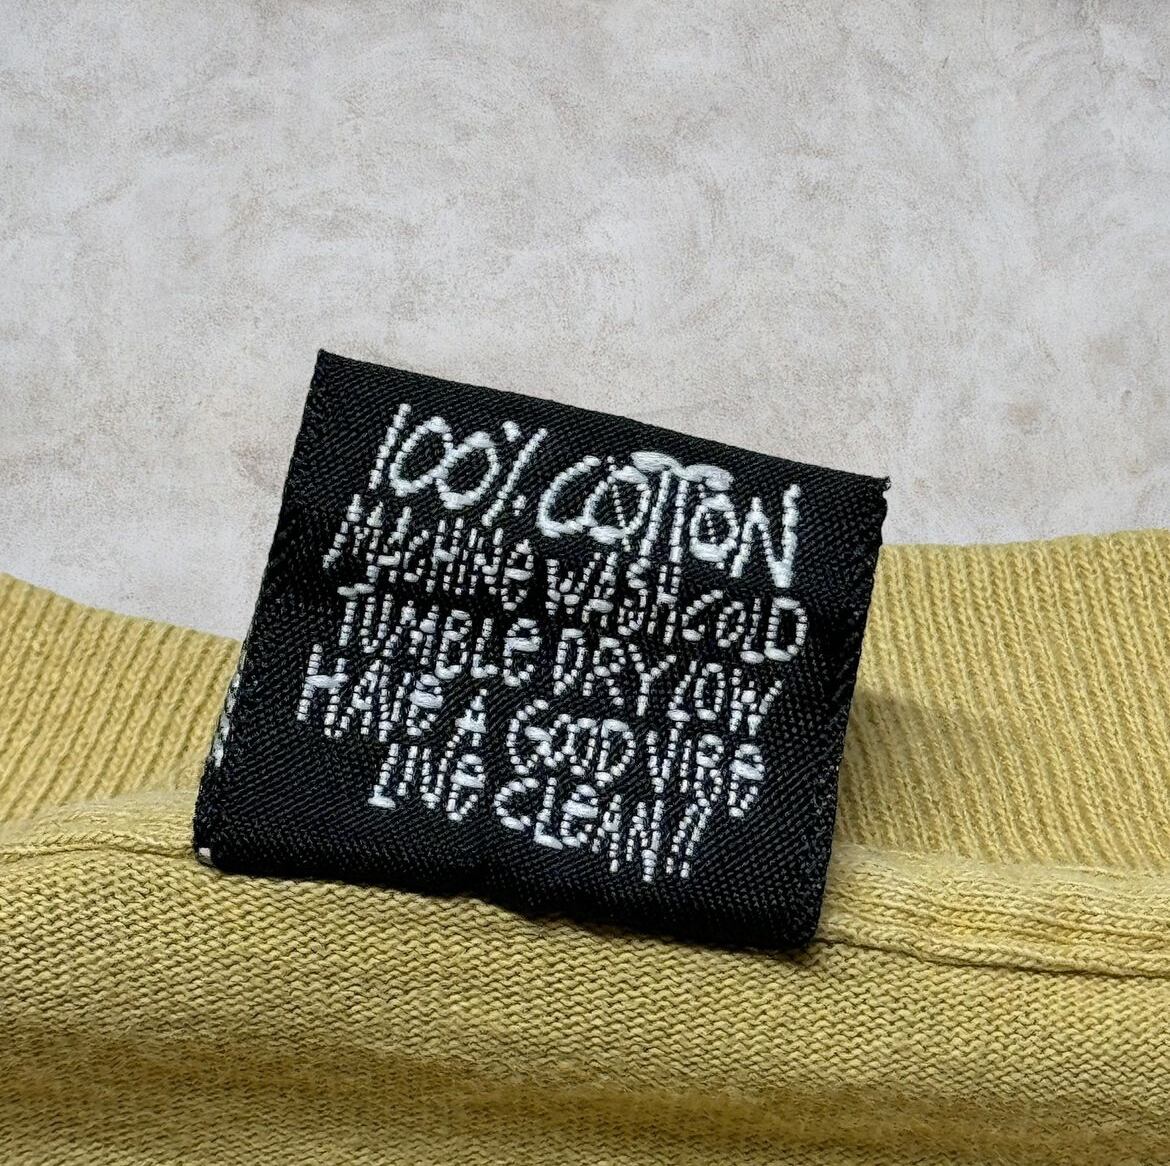 100% COTTON
MACHINE WASH COLD
TUMBLE DRY LOW
HAVE A GOOD VIBE
LIVE CLEAN!!